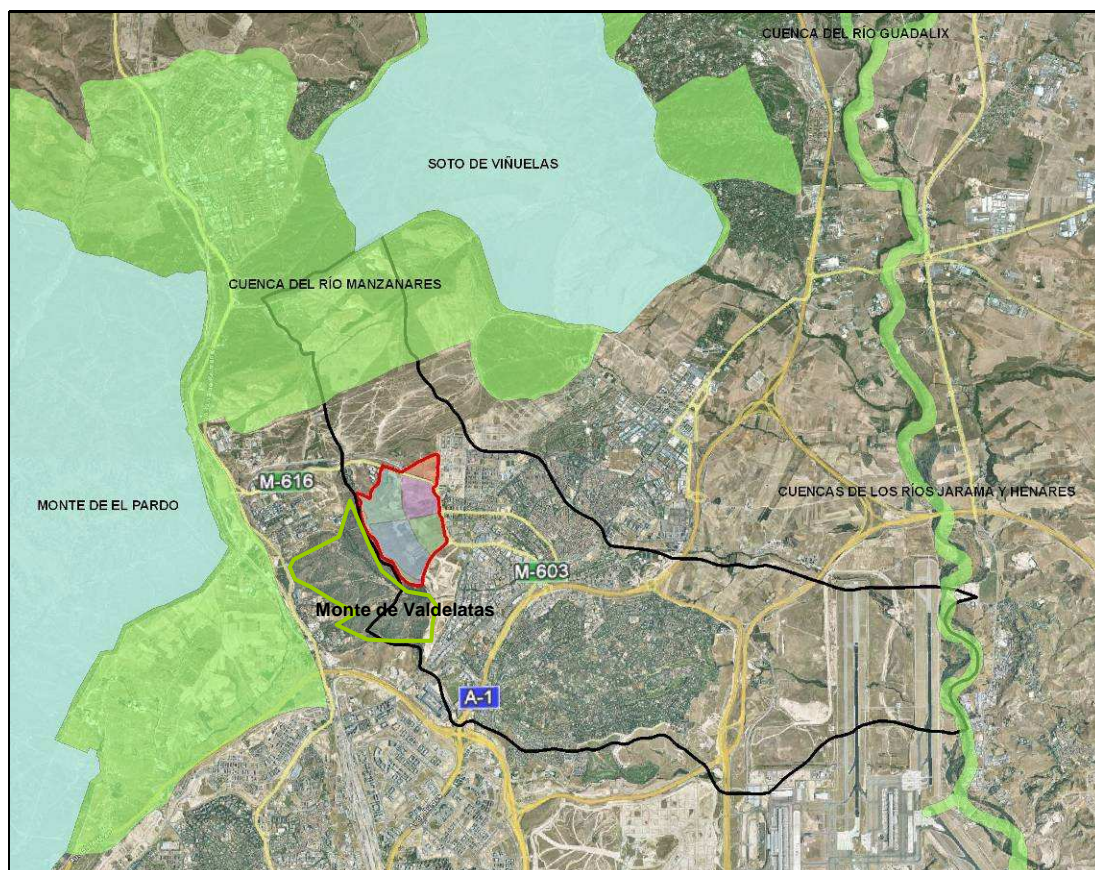 CUENCA DEL RÍO GUADALIX
SOTO DE VIÑUELAS
CUENCA DEL RÍO MANZANARES
M-616
MONTE DE EL PARDO
CUENCAS DE LOS RÍOS JARAMA Y HENARES
M-603
Monte de Valdelatas
A-1